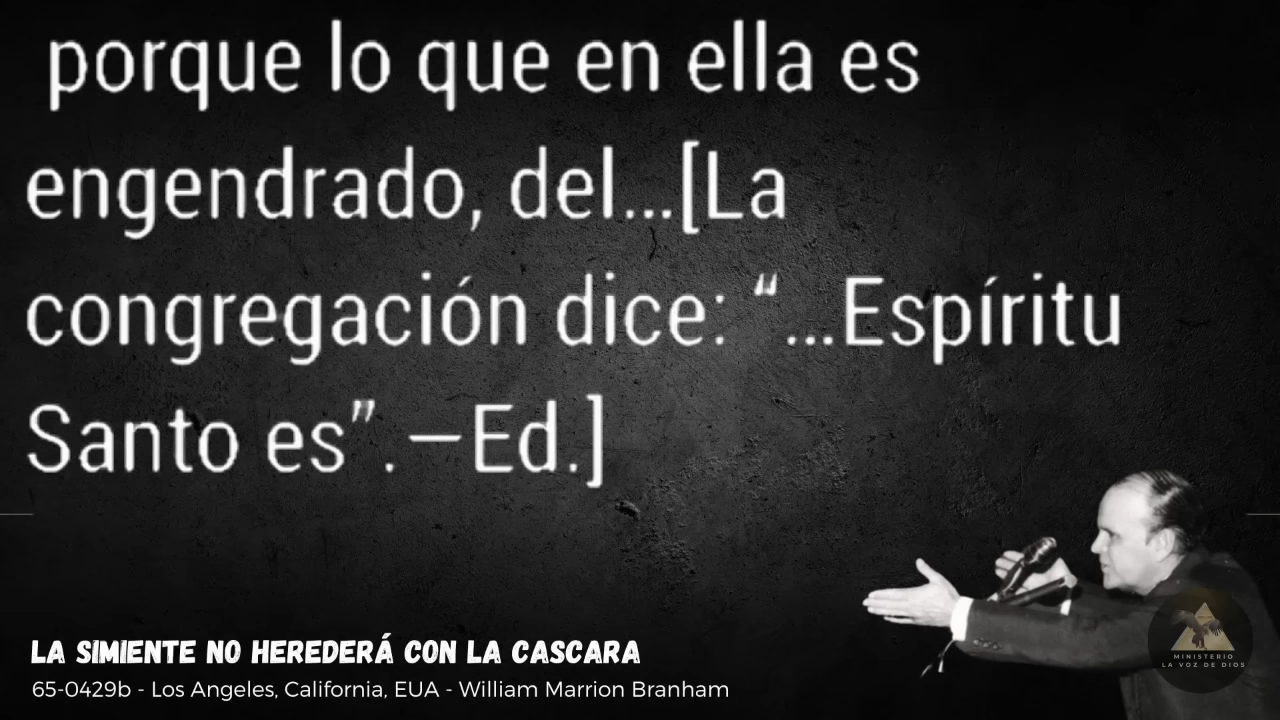 porque lo que en ella es
engendrado, del...[La
congregación dice: “...Espíritu
Santo es”.—Ed.]
LA SIMIENTE NO HEREDERÁ CON LA CASCARA
65-0429b - Los Angeles, California, EUA - William Marrion Branham
MINISTERIO
LA VOZ DE DIOS